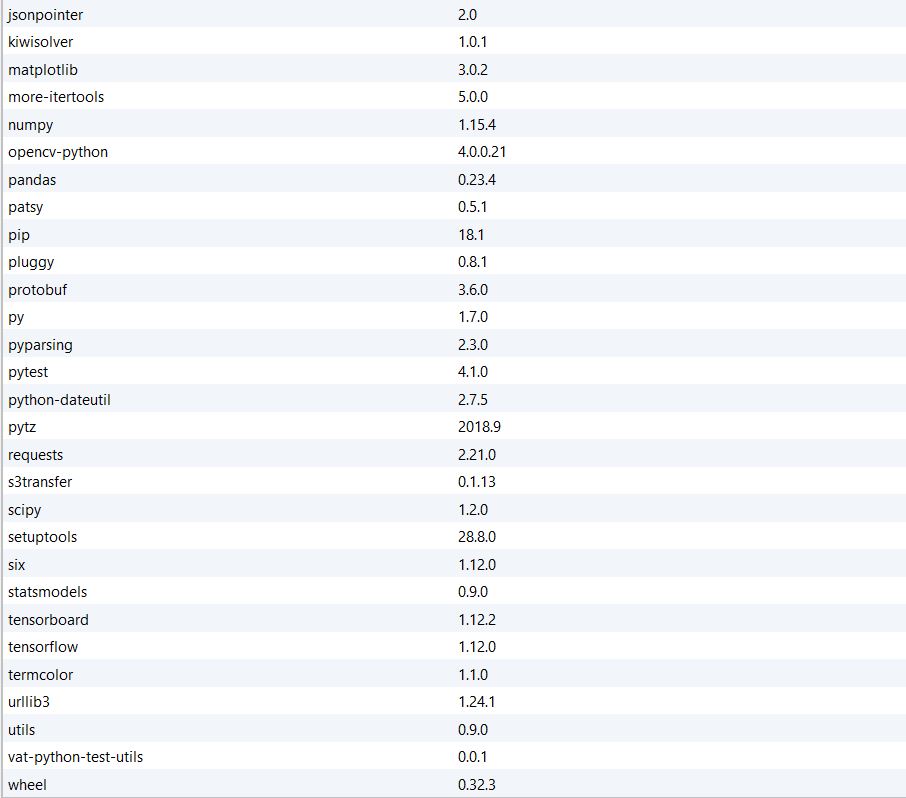 jsonpointer 2.0
kiwisolver 1.0.1
matplotlib 3.0.2
more-itertools 5.0.0
numpy 1.15.4
opencv-python 4.0.0.21
pandas 0.23.4
patsy 0.5.1
pip 18.1
pluggy 0.8.1
protobuf 3.6.0
py 1.7.0
pyparsing 2.3.0
pytest 4.1.0
python-dateutil 2.7.5
pytz 2018.9
requests 2.21.0
s3transfer 0.1.13
scipy 1.2.0
setuptools 28.8.0
six 1.12.0
statsmodels 0.9.0
tensorboard 1.12.2
tensorflow 1.12.0
termcolor 1.1.0
urllib3 1.24.1
utils 0.9.0
vat-python-test-utils 0.0.1
wheel 0.32.3